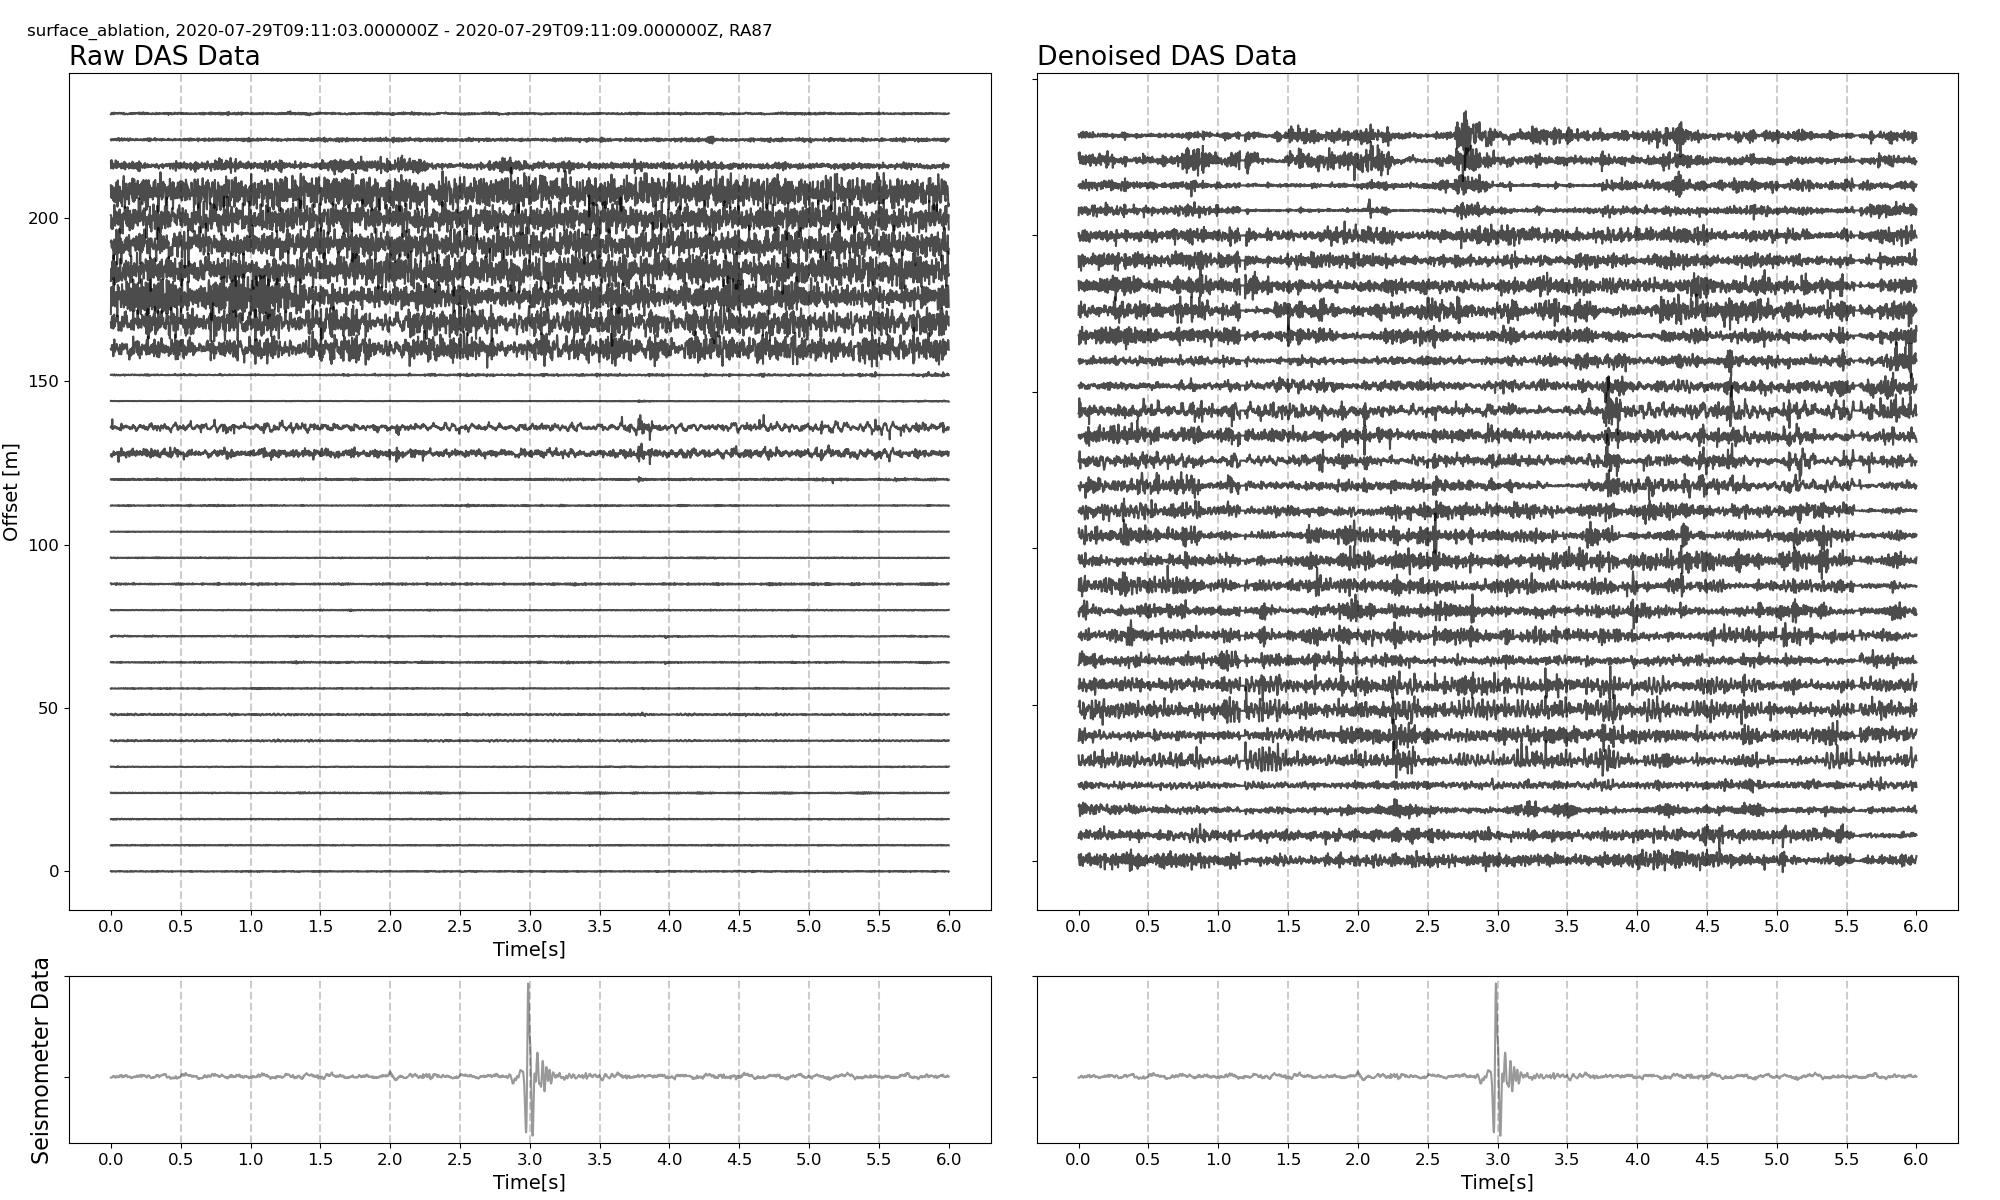 surface_ablation, 2020-07-29T09:11:03.000000Z - 2020-07-29T09:11:09.000000Z, RA87
Raw DAS Data
Denoised DAS Data
Offset [m]
200
150
100
50
0
0.0 0.5 1.0 1.5 2.0 2.5 3.0 3.5 4.0 4.5 5.0 5.5 6.0
Time[s]
0.0 0.5 1.0 1.5 2.0 2.5 3.0 3.5 4.0 4.5 5.0 5.5 6.0
Seismometer Data
0.0 0.5 1.0 1.5 2.0 2.5 3.0 3.5 4.0 4.5 5.0 5.5 6.0
Time[s]
0.0 0.5 1.0 1.5 2.0 2.5 3.0 3.5 4.0 4.5 5.0 5.5 6.0
Time[s]